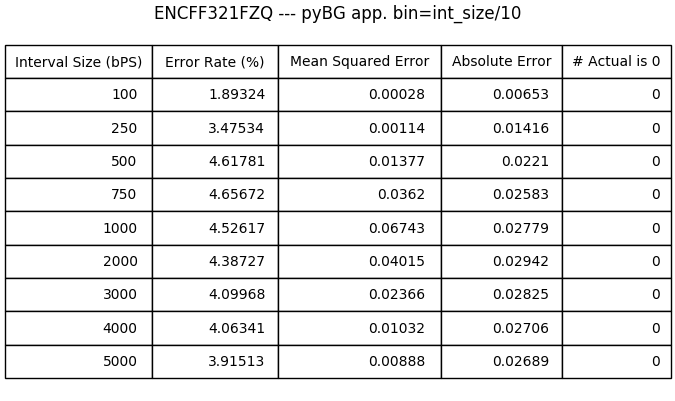 ENCFF321FZQ --- pyBG app. bin=int_size/10
Interval Size (bPS) Error Rate (%) Mean Squared Error Absolute Error # Actual is 0
100 1.89324 0.00028 0.00653 0
250 3.47534 0.00114 0.01416 0
500 4.61781 0.01377 0.0221 0
750 4.65672 0.0362 0.02583 0
1000 4.52617 0.06743 0.02779 0
2000 4.38727 0.04015 0.02942 0
3000 4.09968 0.02366 0.02825 0
4000 4.06341 0.01032 0.02706 0
5000 3.91513 0.00888 0.02689 0